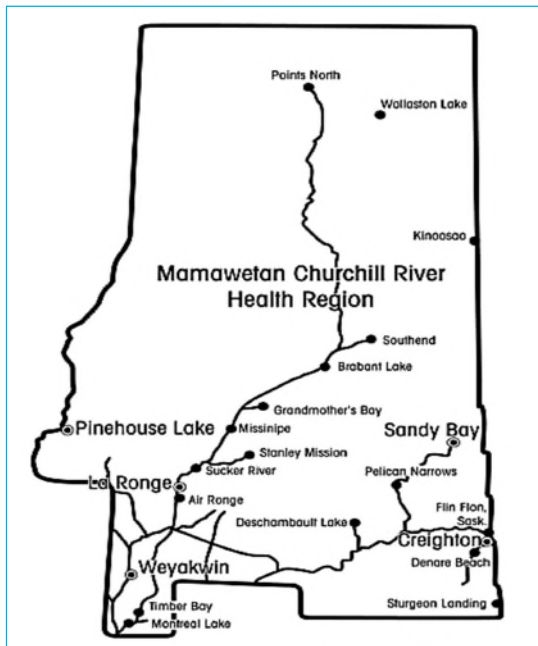 Points North
Wollaston Lake
Kinoosao
Mamawetan Churchill River
Health Region
Southend
Brabant Lake
Grandmother's Bay
Pinehouse Lake
Missinipe
Sandy Bay
Stanley Mission
Sucker River
Pelican Narrows
La Ronge
Air Ronge
Flin Flon,
Sask.
Deschambault Lake
Creighton
Denare Beach
Weyakwin
Sturgeon Landing
Timber Bay
Montreal Lake